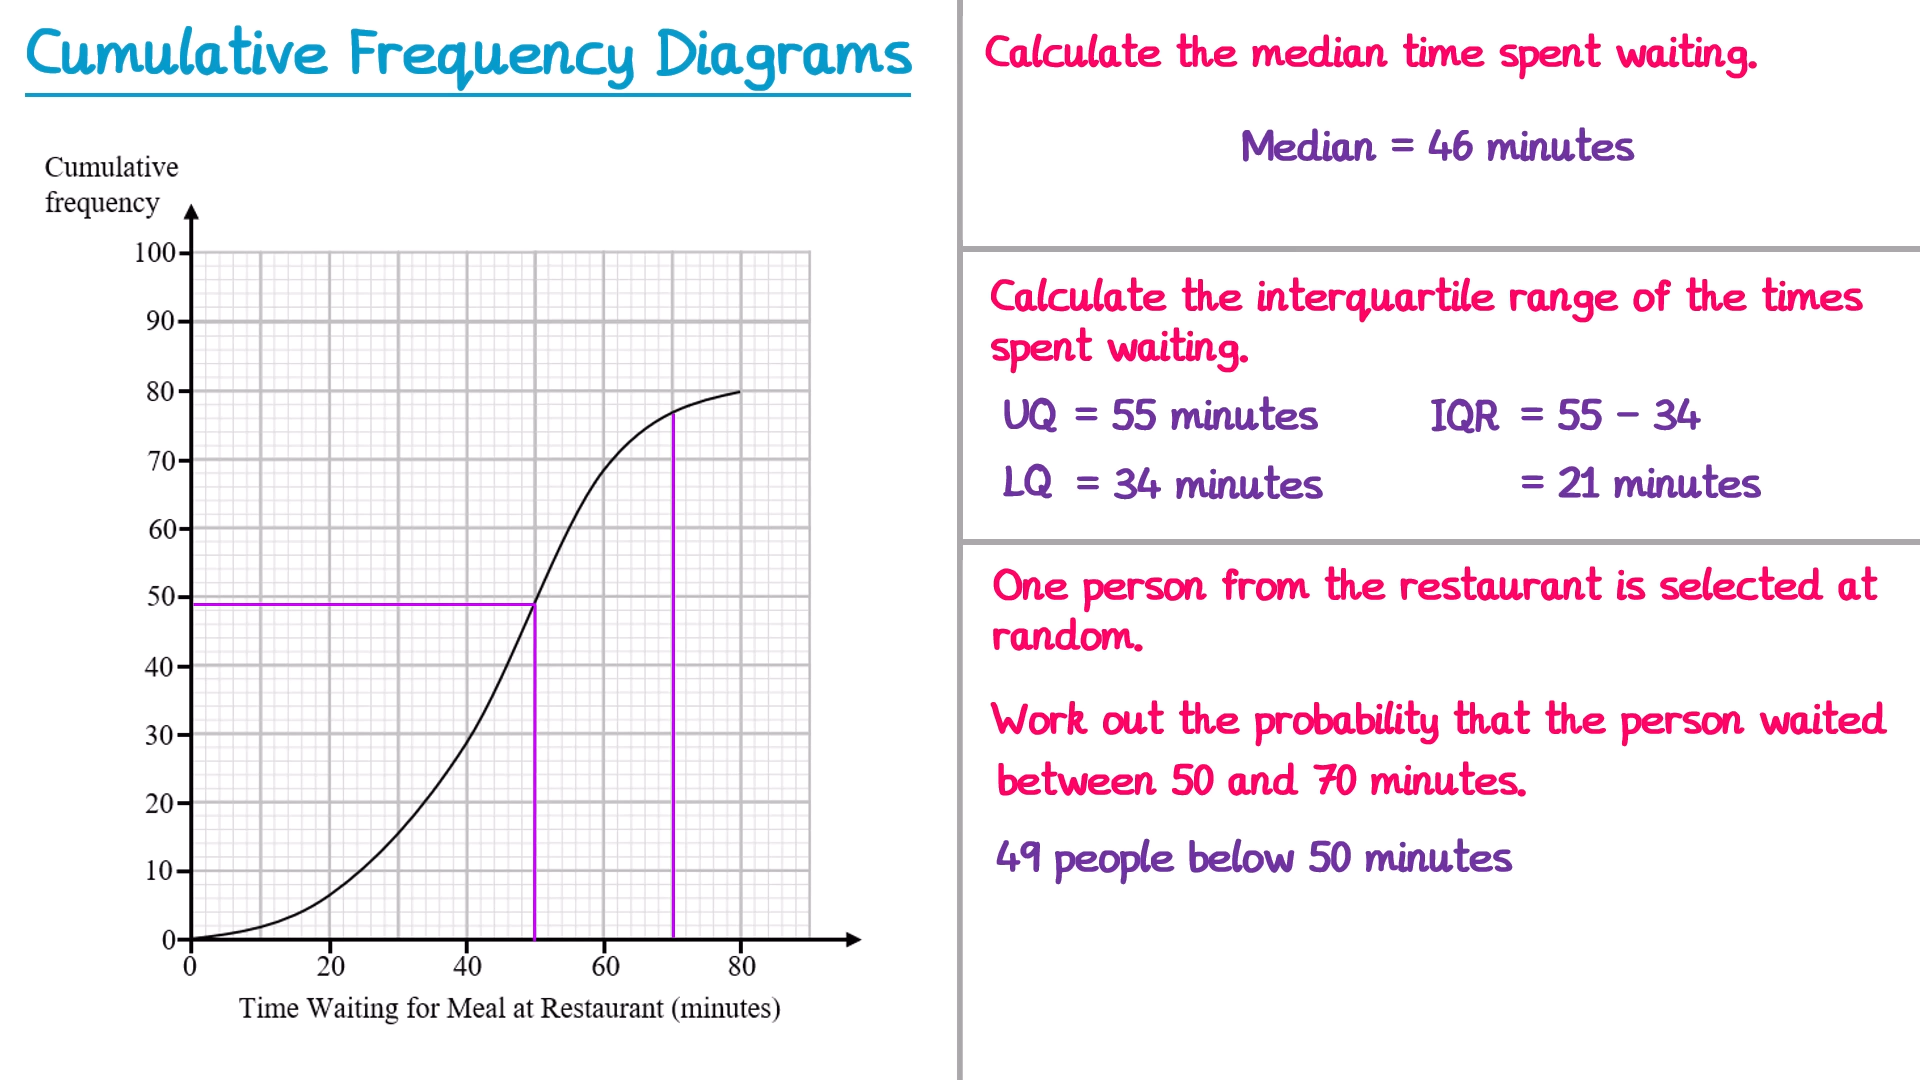 Cumulative Frequency Diagrams
Cumulative
frequency
100
90
80
70
60
50
40
30
20
10
0
0 20 40 60 80
Time Waiting for Meal at Restaurant (minutes)
Calculate the median time spent waiting.
Median = 46 minutes
Calculate the interquartile range of the times
spent waiting.
UQ = 55 minutes IQR = 55 – 34
LQ = 34 minutes = 21 minutes
One person from the restaurant is selected at
random.
Work out the probability that the person waited
between 50 and 70 minutes.
49 people below 50 minutes